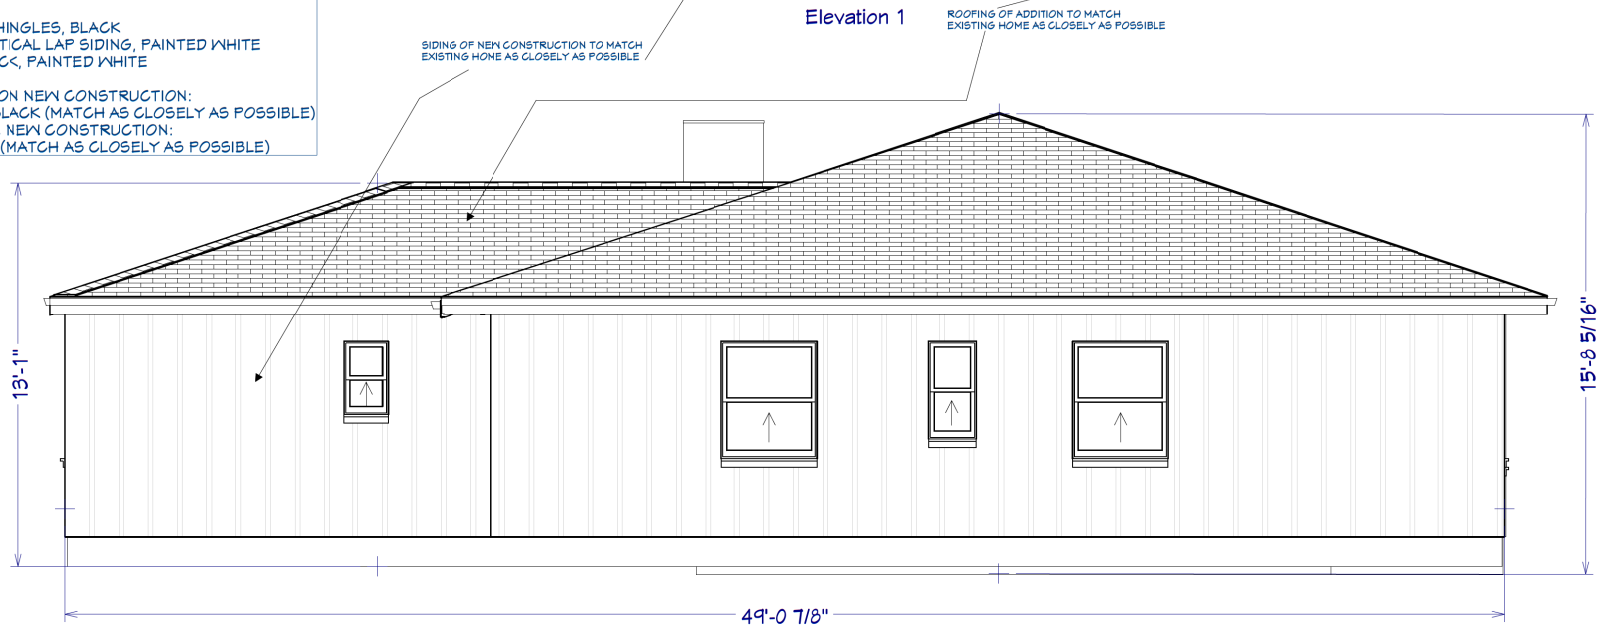 Elevation 1
ROOFING OF ADDITION TO MATCH
EXISTING HOME AS CLOSELY AS POSSIBLE
SIDING OF NEW CONSTRUCTION TO MATCH
EXISTING HOME AS CLOSELY AS POSSIBLE
HINGLES, BLACK
TICAL LAP SIDING, PAINTED WHITE
CK, PAINTED WHITE
ON NEW CONSTRUCTION:
LACK (MATCH AS CLOSELY AS POSSIBLE)
NEW CONSTRUCTION:
(MATCH AS CLOSELY AS POSSIBLE)
13'-1"
15'-8 5/16"
49'-0 7/8"